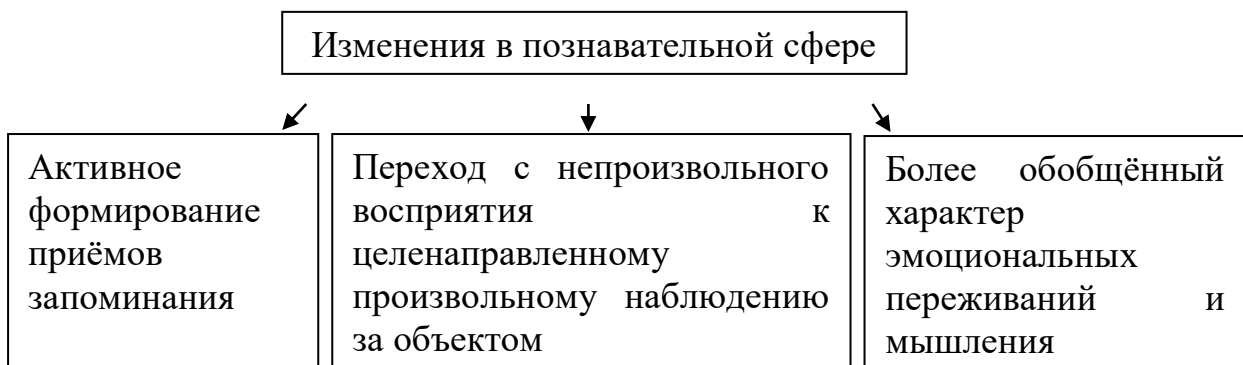 Изменения в познавательной сфере
Активное
формирование
приёмов
запоминания
Переход с непроизвольного
восприятия к
целенаправленному
произвольному наблюдению
за объектом
Более обобщённый
характер
эмоциональных
переживаний и
мышления